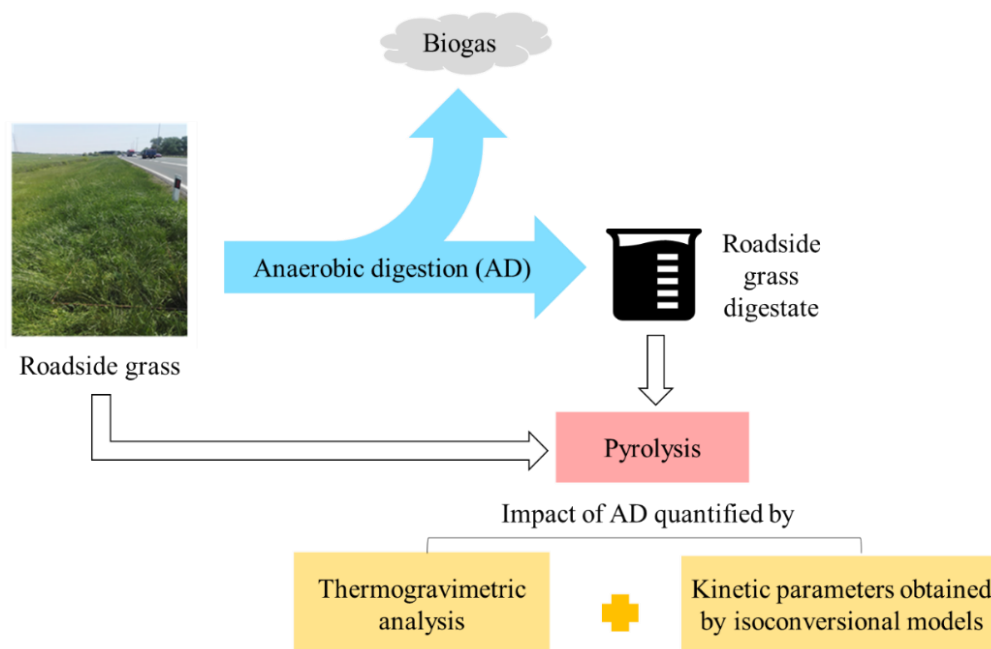 Biogas
Anaerobic digestion (AD)
Roadside
grass
digestate
Roadside grass
Pyrolysis
Impact of AD quantified by
Thermogravimetric
analysis
Kinetic parameters obtained
by isoconversional models